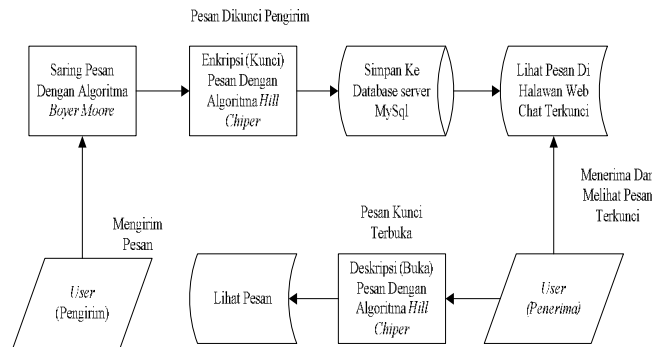 Pesan Dikunci Pengirim
Saring Pesan
Dengan Algoritma
Boyer Moore
Enkripsi (Kunci)
Pesan Dengan
Algoritma Hill
Chiper
Simpan Ke
Database server
MySql
Lihat Pesan Di
Halawan Web
Chat Terkunci
Mengirim
Pesan
Pesan Kunci
Terbuka
Menerima Dan
Melihat Pesan
Terkunci
User
(Pengirim)
Lihat Pesan
Deskripsi (Buka)
Pesan Dengan
Algoritma Hill
Chiper
User
(Penerima)